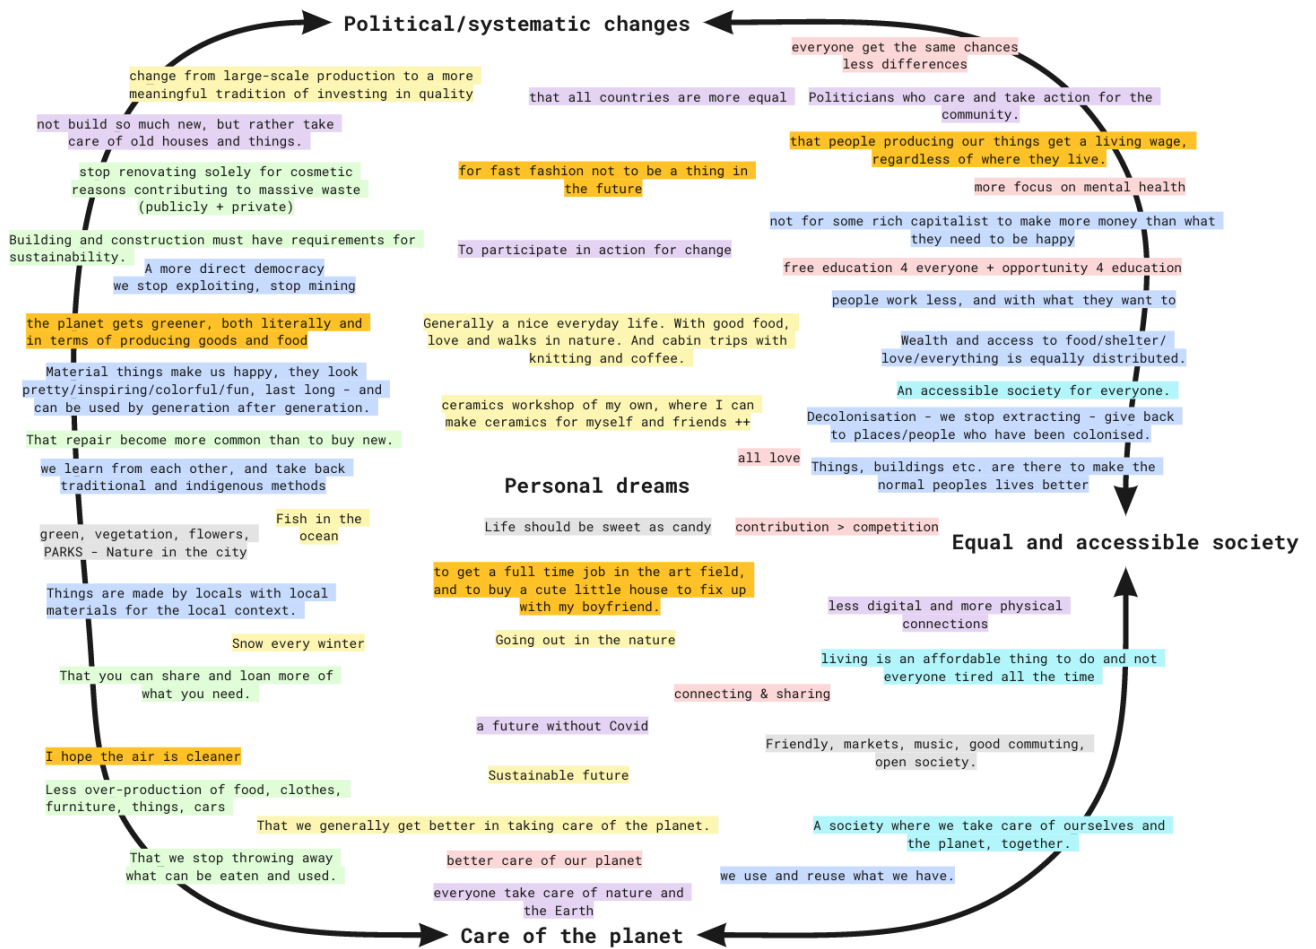 Political/systematic changes
everyone get the same chances
less differences
change from large-scale production to a more
meaningful tradition of investing in quality
that all countries are more equal
Politicians who care and take action for the
community.
not build so much new, but rather take
care of old houses and things.
that people producing our things get a living wage,
regardless of where they live.
stop renovating solely for cosmetic
reasons contributing to massive waste
(publicly + private)
for fast fashion not to be a thing in
the future
more focus on mental health
not for some rich capitalist to make more money than what
they need to be happy
Building and construction must have requirements for
sustainability.
To participate in action for change
A more direct democracy
we stop exploiting, stop mining
free education 4 everyone + opportunity 4 education
people work less, and with what they want to
the planet gets greener, both literally and
in terms of producing goods and food
Generally a nice everyday life. With good food,
love and walks in nature. And cabin trips with
knitting and coffee.
Wealth and access to food/shelter/
love/everything is equally distributed.
Material things make us happy, they look
pretty/inspiring/colorful/fun, last long - and
can be used by generation after generation.
An accessible society for everyone.
ceramics workshop of my own, where I can
make ceramics for myself and friends ++
Decolonisation - we stop extracting - give back
to places/people who have been colonised.
That repair become more common than to buy new.
all love
we learn from each other, and take back
traditional and indigenous methods
Things, buildings etc. are there to make the
normal peoples lives better
Personal dreams
Fish in the
ocean
Life should be sweet as candy
contribution > competition
green, vegetation, flowers,
PARKS - Nature in the city
Equal and accessible society
to get a full time job in the art field,
and to buy a cute little house to fix up
with my boyfriend.
Things are made by locals with local
materials for the local context.
less digital and more physical
connections
Snow every winter
Going out in the nature
living is an affordable thing to do and not
everyone tired all the time
That you can share and loan more of
what you need.
connecting & sharing
a future without Covid
Friendly, markets, music, good commuting,
open society.
I hope the air is cleaner
Sustainable future
Less over-production of food, clothes,
furniture, things, cars
That we generally get better in taking care of the planet.
A society where we take care of ourselves and
the planet, together.
That we stop throwing away
what can be eaten and used.
better care of our planet
we use and reuse what we have.
everyone take care of nature and
the Earth
Care of the planet